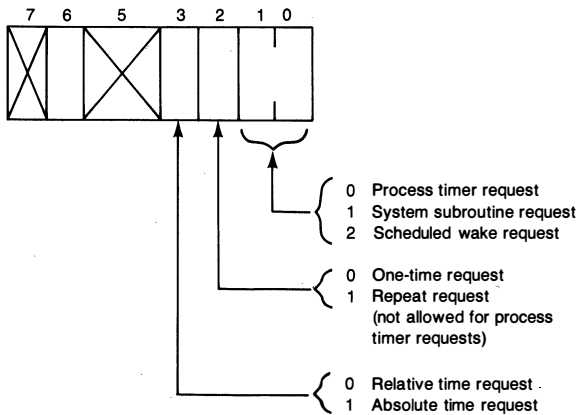 7 6 5 3 2 1 0
0 Process timer request
1 System subroutine request
2 Scheduled wake request
0 One-time request
1 Repeat request
(not allowed for process
timer requests)
0 Relative time request
1 Absolute time request